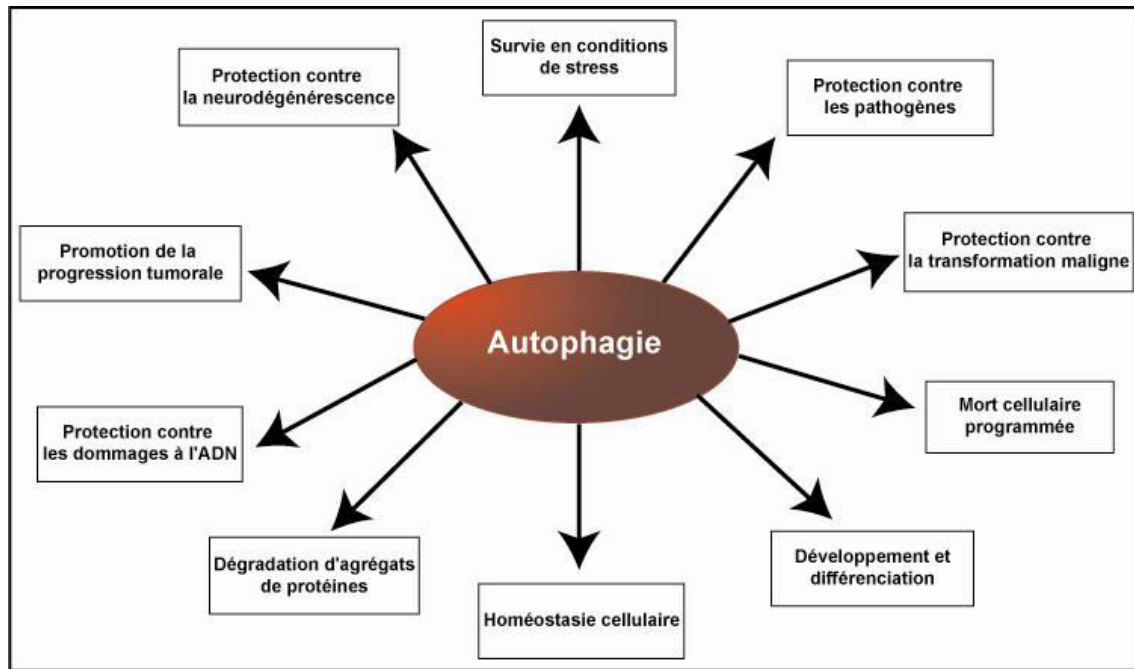 Survie en conditions
de stress
Protection contre
la neurodégénérescence
Protection contre
les pathogènes
Promotion de la
progression tumorale
Protection contre
la transformation maligne
Autophagie
Protection contre
les dommages à l'ADN
Mort cellulaire
programmée
Dégradation d'agrégats
de protéines
Développement et
différenciation
Homéostasie cellulaire